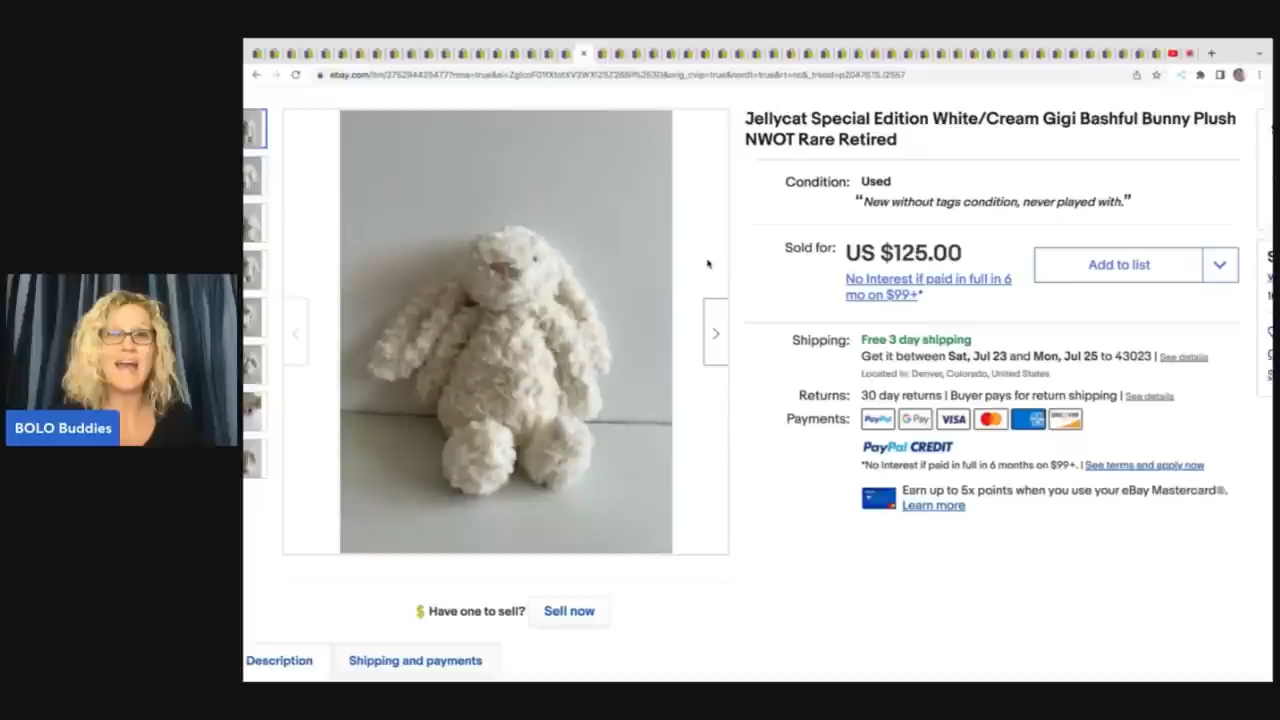 Jellycat Special Edition White/Cream Gigi Bashful Bunny Plush
NWOT Rare Retired
Condition: Used
“New without tags condition, never played with.”
Sold for: US $125.00
Add to list
No Interest if paid in full in 6
mo on $99+*
Shipping: Free 3 day shipping
Get it between Sat, Jul 23 and Mon, Jul 25 to 43023 | See details
Located in: Denver, Colorado, United States
Returns: 30 day returns | Buyer pays for return shipping | See details
Payments: PayPal G Pay VISA
DISCOVER
PayPal CREDIT
*No Interest if paid in full in 6 months on $99+. | See terms and apply now
Earn up to 5x points when you use your eBay Mastercard®.
Learn more
BOLO Buddies
Have one to sell? Sell now
Description Shipping and payments